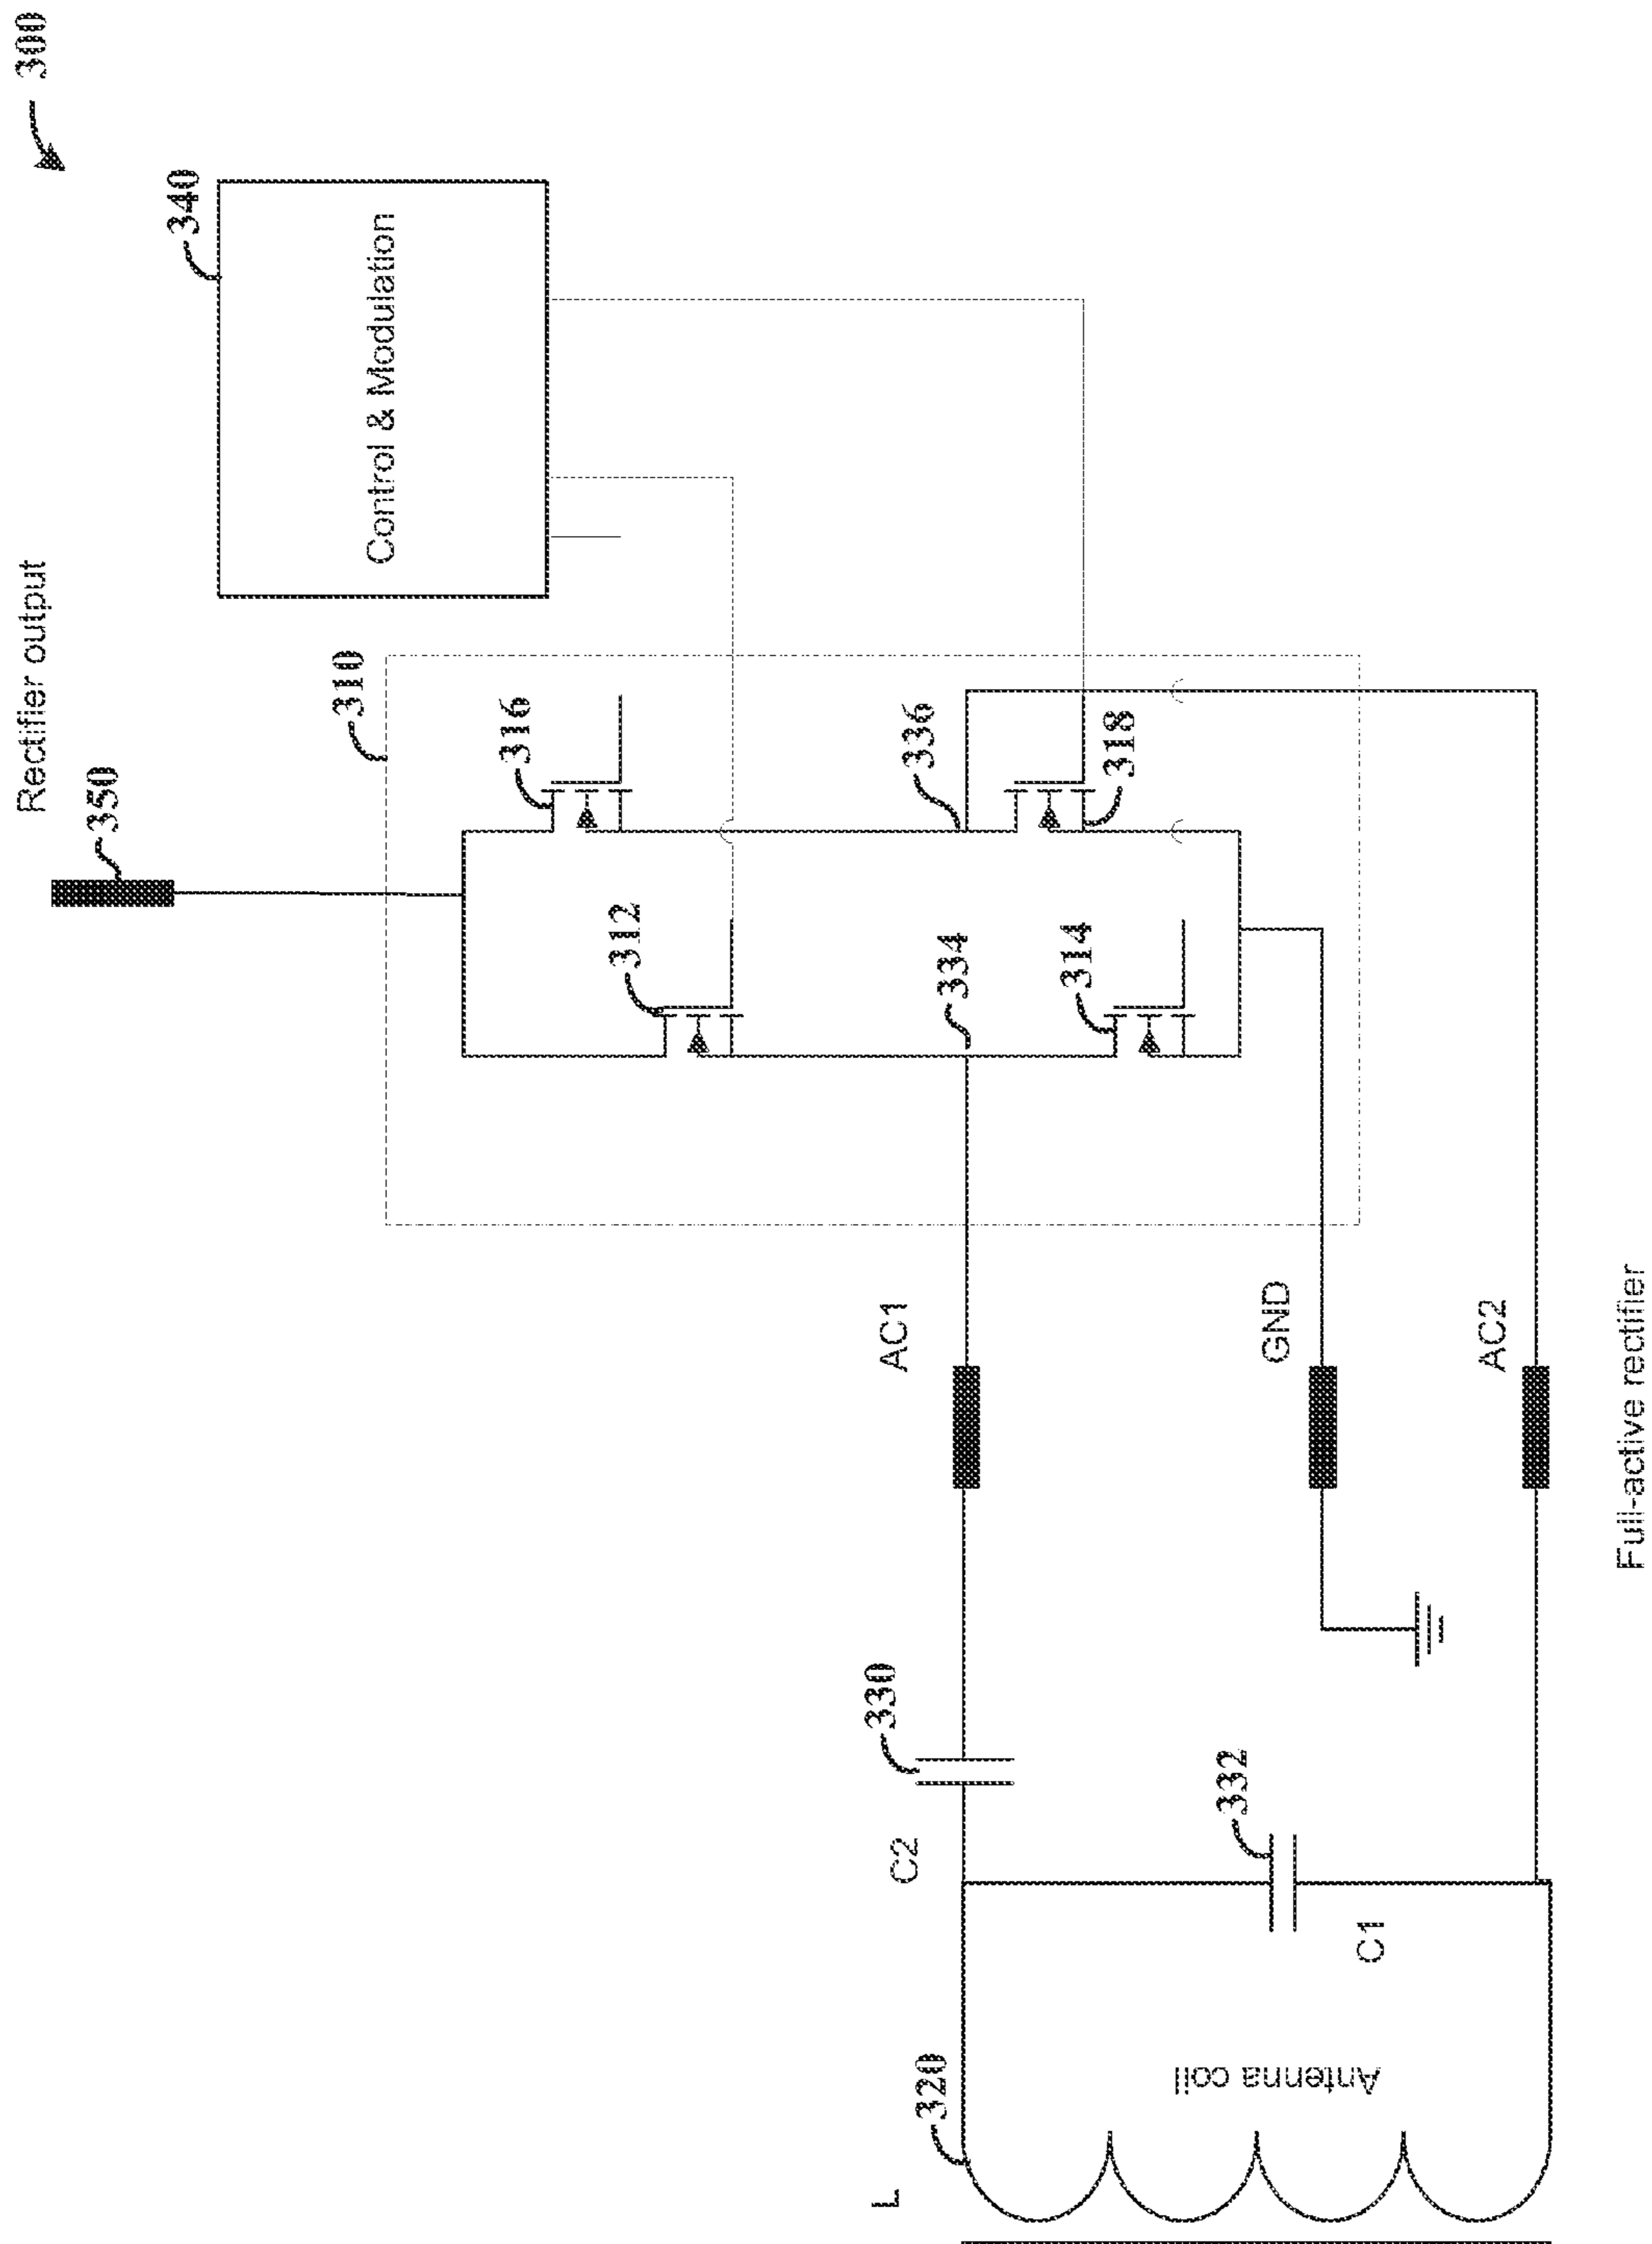 300
Rectifier output
350
340
Control & Modulation
310
316
312
336
318
334
314
AC1
GND
AC2
330
C2
332
C1
320
L
Antenna coil
Full-active rectifier